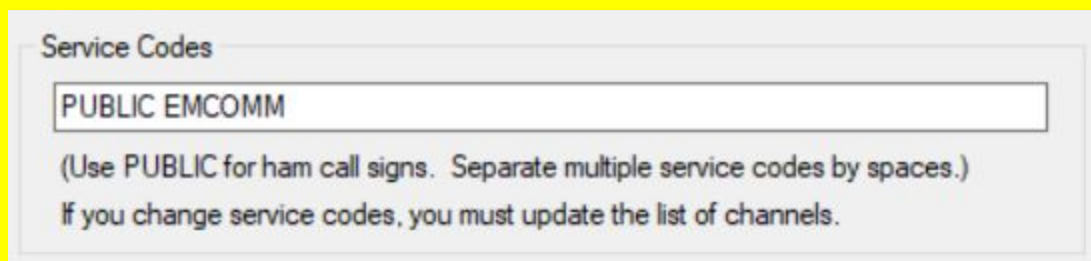 Service Codes
PUBLIC EMCOMM
(Use PUBLIC for ham call signs.  Separate multiple service codes by spaces.)
If you change service codes, you must update the list of channels.